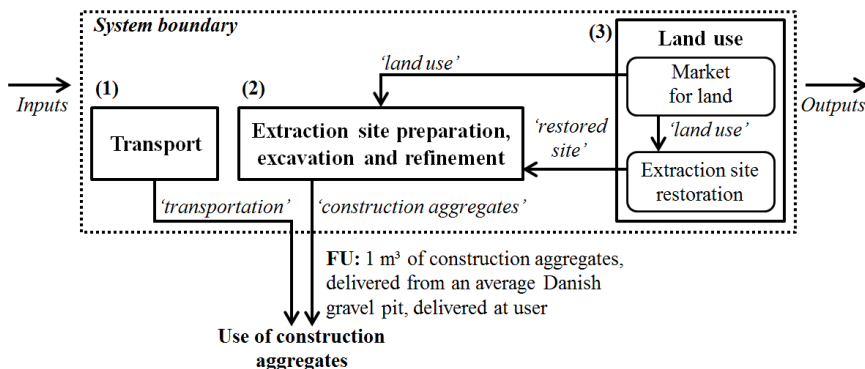 System boundary
Inputs
(1)
Transport
(2)
Extraction site preparation,
excavation and refinement
‘land use’
‘restored
site’
(3)
Land use
Market
for land
‘land use’
Extraction site
restoration
Outputs
‘transportation’
‘construction aggregates’
FU: 1 m³ of construction aggregates,
delivered from an average Danish
gravel pit, delivered at user
Use of construction
aggregates